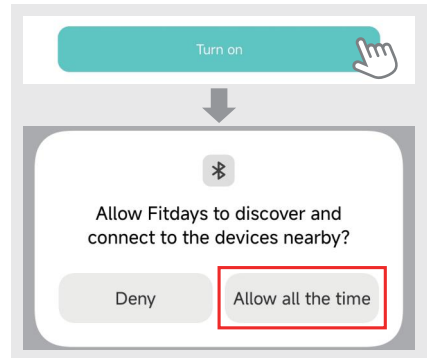 Turn on
Allow Fitdays to discover and
connect to the devices nearby?
Deny
Allow all the time